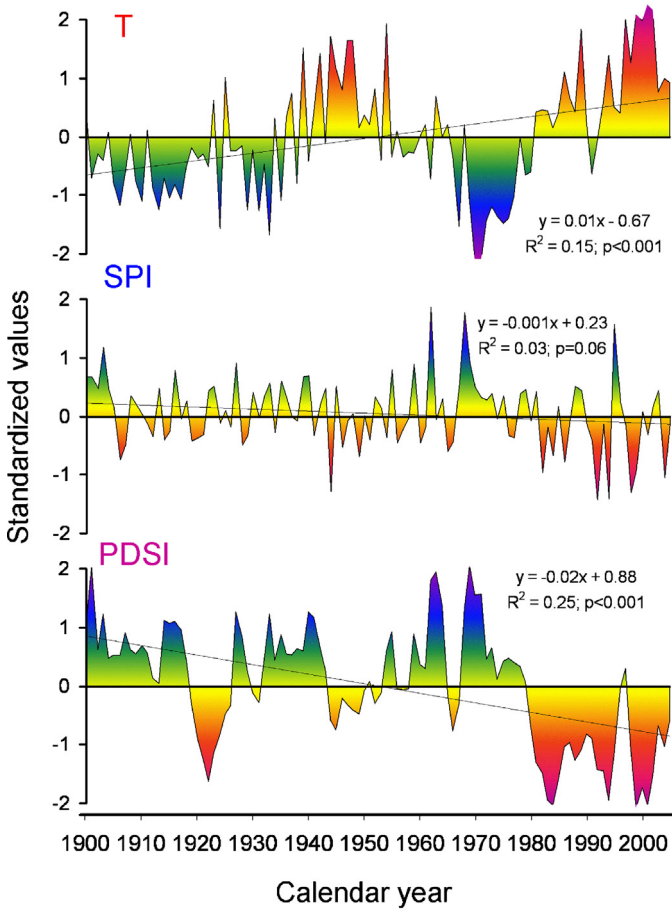 T
2
1
0
-1
-2
y = 0.01x - 0.67
R² = 0.15; p<0.001
SPI
2
1
0
-1
-2
y = -0.001x + 0.23
R² = 0.03; p=0.06
Standardized values
PDSI
2
1
0
-1
-2
y = -0.02x + 0.88
R² = 0.25; p<0.001
1900 1910 1920 1930 1940 1950 1960 1970 1980 1990 2000
Calendar year